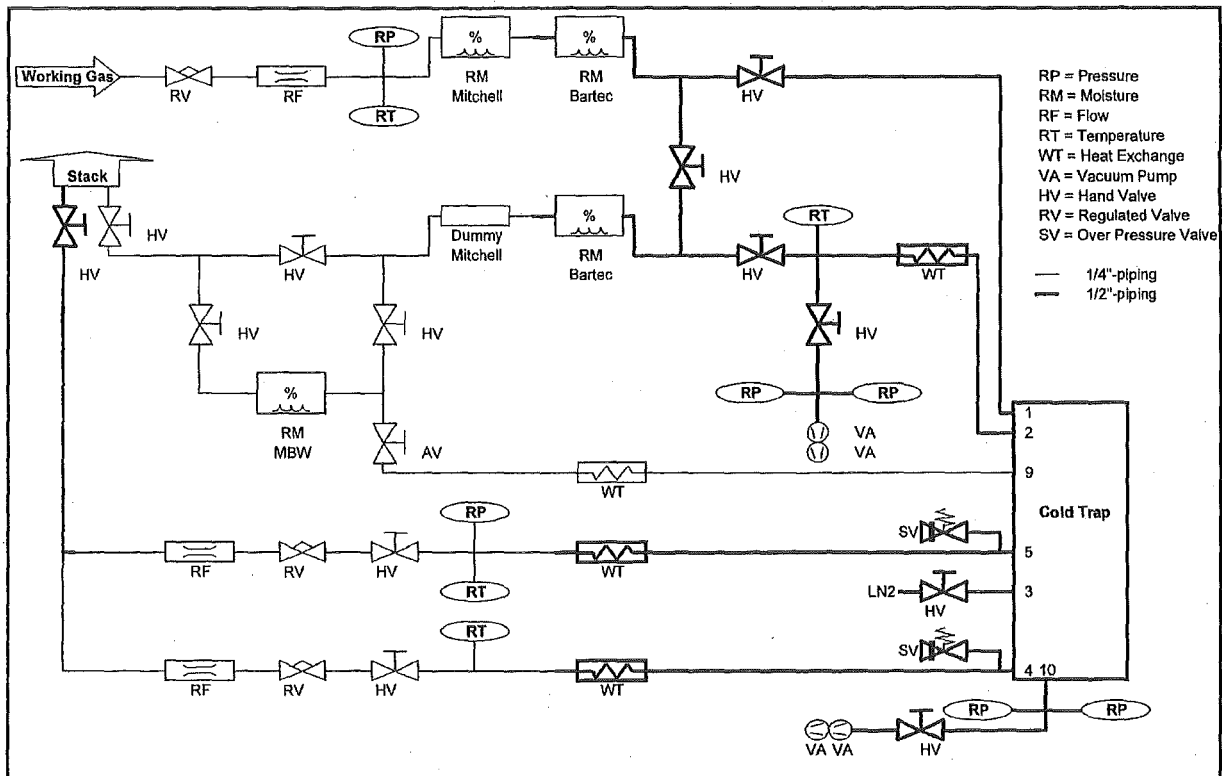 RP
%
%
Working Gas
RV
RF
RM
Mitchell
RM
Bartec
HV
RT
RP = Pressure
RM = Moisture
RF = Flow
RT = Temperature
WT = Heat Exchange
VA = Vacuum Pump
HV = Hand Valve
RV = Regulated Valve
SV = Over Pressure Valve
1/4"-piping
1/2"-piping
Stack
HV
HV
HV
HV
Dummy
Mitchell
%
RM
Bartec
HV
RT
WT
HV
HV
HV
%
RM
MBW
RP
RP
VA
VA
AV
WT
1
2
9
Cold Trap
RP
SV
RF
RV
HV
RT
WT
5
LN2
HV
3
RT
SV
RF
RV
HV
WT
4 10
RP
RP
VA VA
HV